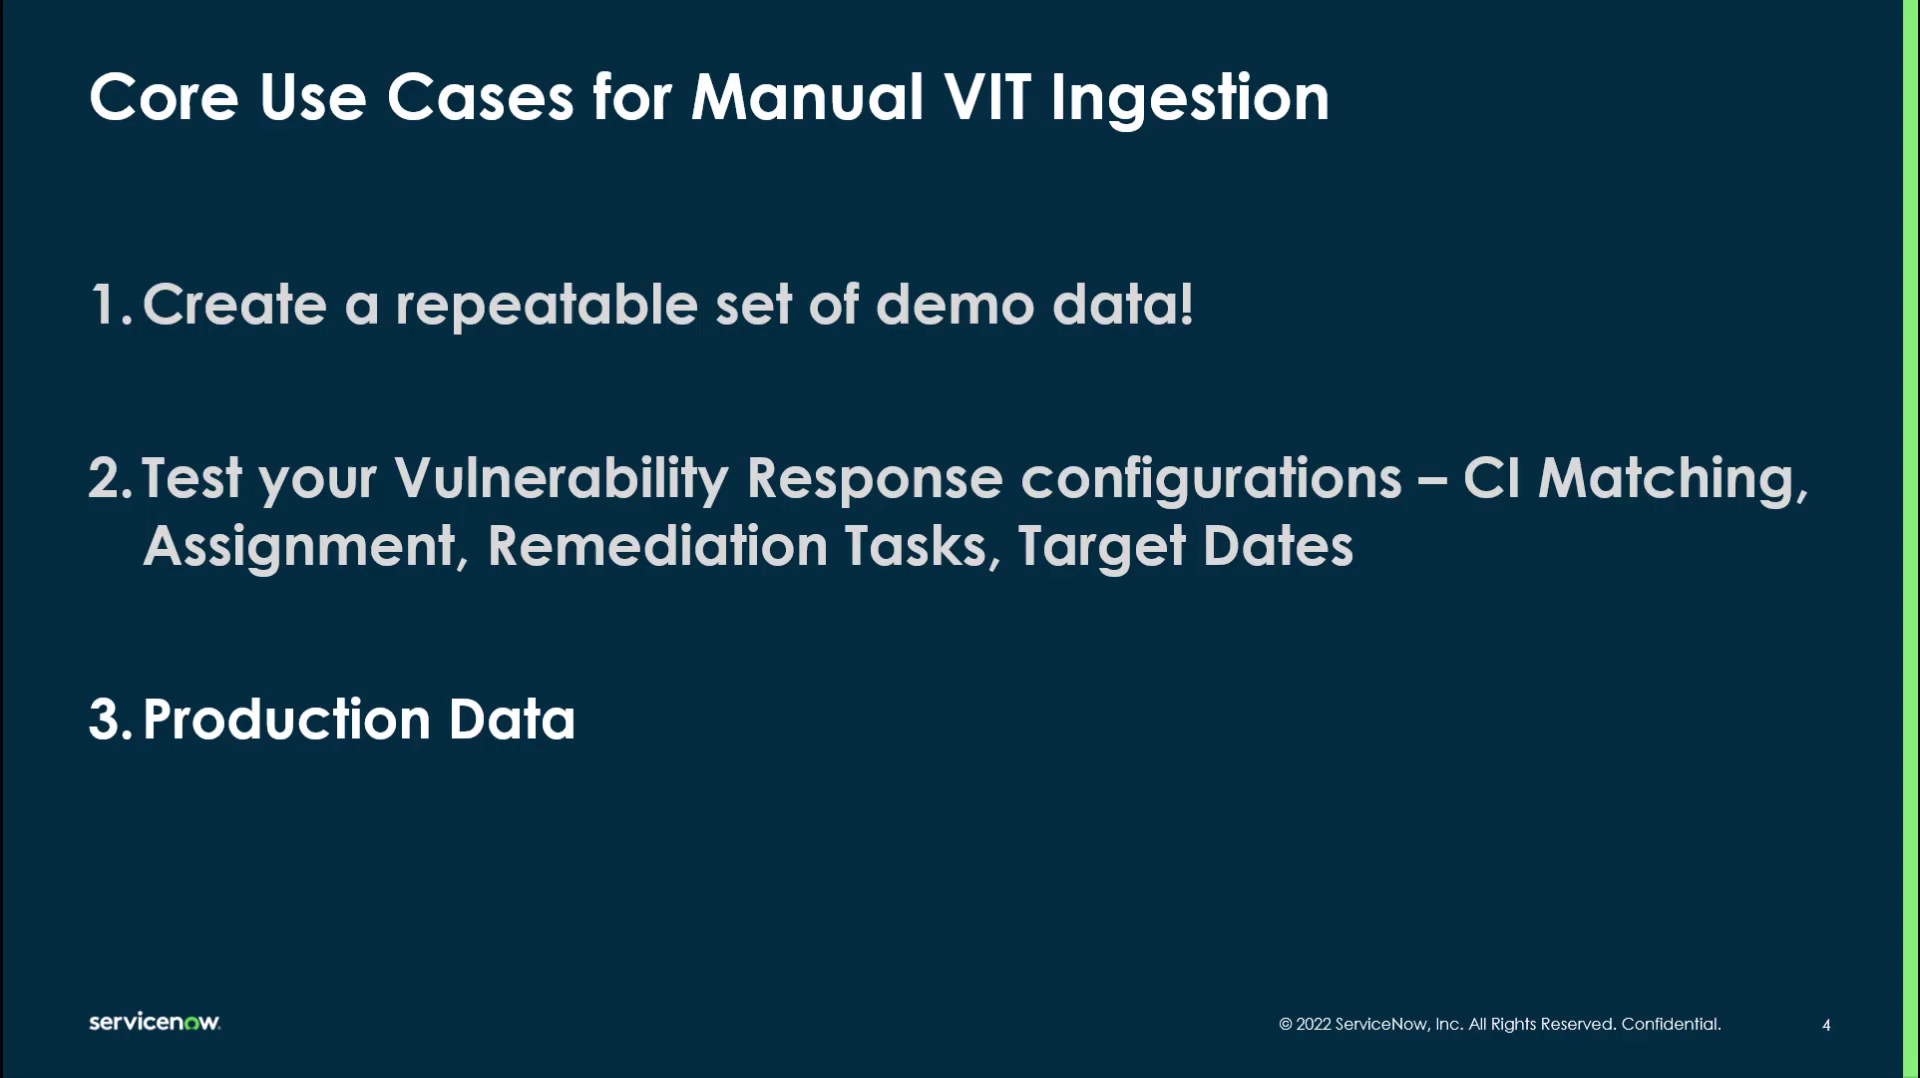 Core Use Cases for Manual VIT Ingestion
1. Create a repeatable set of demo data!
2. Test your Vulnerability Response configurations – CI Matching,
Assignment, Remediation Tasks, Target Dates
3. Production Data
servicenow.
© 2022 ServiceNow, Inc. All Rights Reserved. Confidential.
4